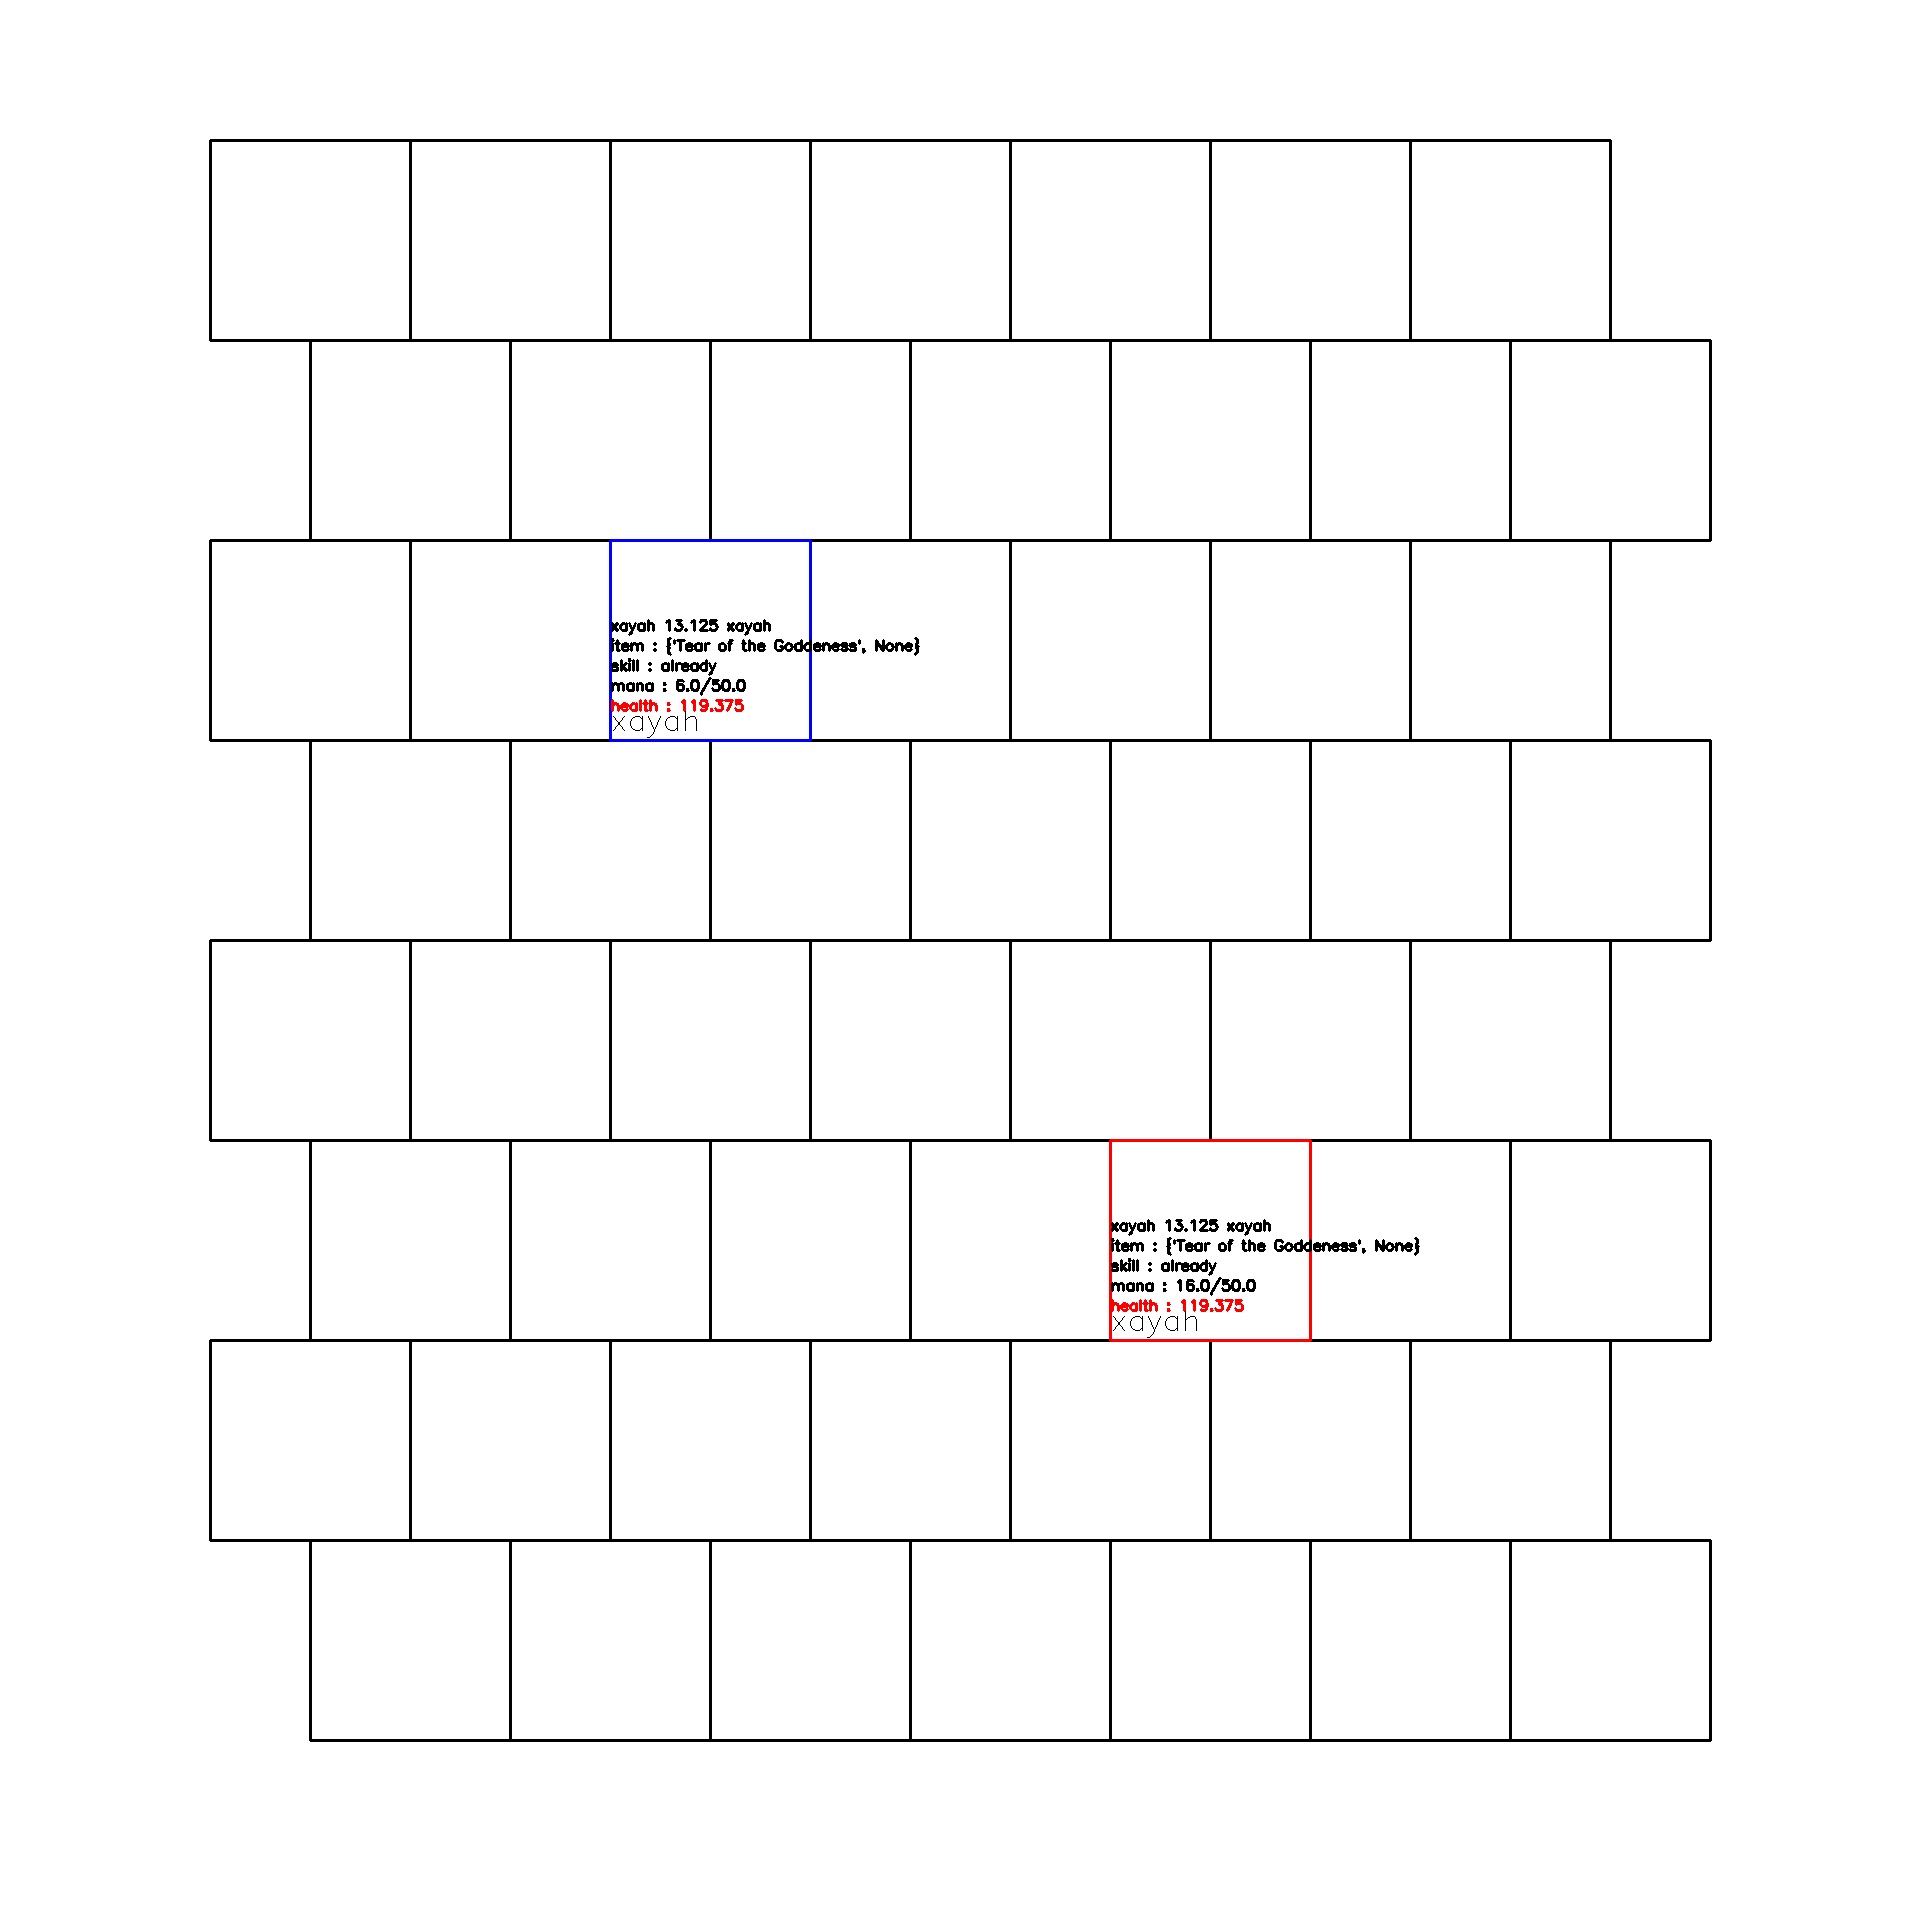 xayah 13.125 xayah
item : {'Tear of the Goddeness', None}
skill : already
mana : 6.0/50.0
health : 119.375
xayah
xayah 13.125 xayah
item : {'Tear of the Goddeness', None}
skill : already
mana : 16.0/50.0
health : 119.375
xayah